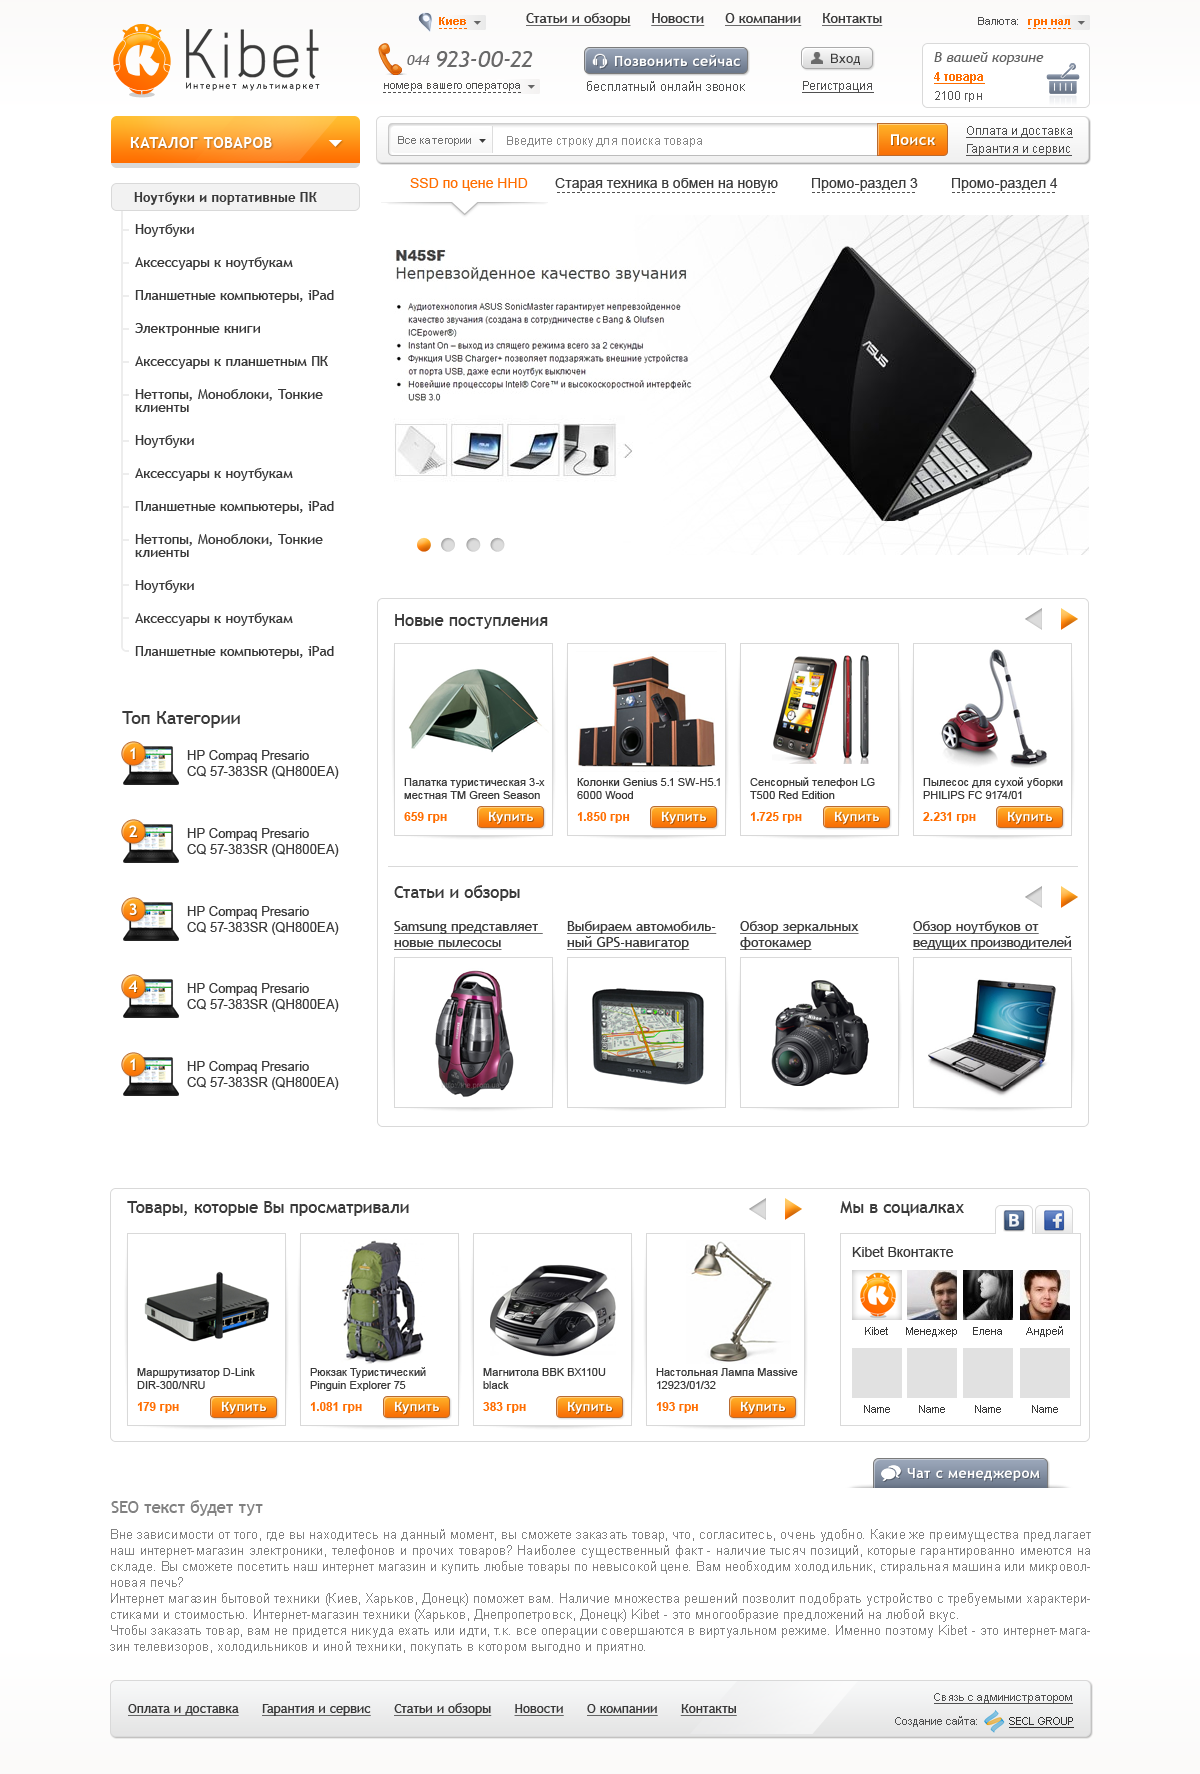 Киев
Статьи и обзоры
Новости
О компании
Контакты
Валюта: грн нал
Kibet
Интернет мультимаркет
044 923-00-22
номера вашего оператора
Позвонить сейчас
бесплатный онлайн звонок
Вход
Регистрация
В вашей корзине
4 товара
2100 грн
КАТАЛОГ ТОВАРОВ
Все категории
Введите строку для поиска товара
Поиск
Оплата и доставка
Гарантия и сервис
SSD по цене HHD
Старая техника в обмен на новую
Промо-раздел 3
Промо-раздел 4
Ноутбуки и портативные ПК
Ноутбуки
Аксессуары к ноутбукам
Планшетные компьютеры, iPad
Электронные книги
Аксессуары к планшетным ПК
Неттопы, Моноблоки, Тонкие
клиенты
Ноутбуки
Аксессуары к ноутбукам
Планшетные компьютеры, iPad
Неттопы, Моноблоки, Тонкие
клиенты
Ноутбуки
Аксессуары к ноутбукам
Планшетные компьютеры, iPad
N45SF
Непревзойденное качество звучания
Аудиотехнология ASUS SonicMaster гарантирует непревзойденное
качество звучания (создана в сотрудничестве с Bang & Olufsen
ICEpower®)
Instant On – выход из спящего режима всего за 2 секунды
Функция USB Charger+ позволяет подзаряжать внешние устройства
от порта USB, даже если ноутбук выключен
Новейшие процессоры Intel® Core™ и высокоскоростной интерфейс
USB 3.0
ASUS
Топ Категории
1
HP Compaq Presario
CQ 57-383SR (QH800EA)
2
HP Compaq Presario
CQ 57-383SR (QH800EA)
3
HP Compaq Presario
CQ 57-383SR (QH800EA)
4
HP Compaq Presario
CQ 57-383SR (QH800EA)
1
HP Compaq Presario
CQ 57-383SR (QH800EA)
Новые поступления
Палатка туристическая 3-х
местная ТМ Green Season
659 грн
Купить
Колонки Genius 5.1 SW-H5.1
6000 Wood
1.850 грн
Купить
Сенсорный телефон LG
T500 Red Edition
1.725 грн
Купить
Пылесос для сухой уборки
PHILIPS FC 9174/01
2.231 грн
Купить
Статьи и обзоры
Samsung представляет
новые пылесосы
Выбираем автомобиль-
ный GPS-навигатор
Обзор зеркальных
фотокамер
Обзор ноутбуков от
ведущих производителей
Товары, которые Вы просматривали
Маршрутизатор D-Link
DIR-300/NRU
179 грн
Купить
Рюкзак Туристический
Pinguin Explorer 75
1.081 грн
Купить
Магнитола BBK BX110U
black
383 грн
Купить
Настольная Лампа Massive
12923/01/32
193 грн
Купить
Мы в социалках
В
f
Kibet Вконтакте
Kibet
Менеджер
Елена
Андрей
Name
Name
Name
Name
Чат с менеджером
SEO текст будет тут
Вне зависимости от того, где вы находитесь на данный момент, вы сможете заказать товар, что, согласитесь, очень удобно. Какие же преимущества предлагает
наш интернет-магазин электроники, телефонов и прочих товаров? Наиболее существенный факт - наличие тысяч позиций, которые гарантированно имеются на
складе. Вы сможете посетить наш интернет магазин и купить любые товары по невысокой цене. Вам необходим холодильник, стиральная машина или микровол-
новая печь?
Интернет магазин бытовой техники (Киев, Харьков, Донецк) поможет вам. Наличие множества решений позволит подобрать устройство с требуемыми характери-
стиками и стоимостью. Интернет-магазин техники (Харьков, Днепропетровск, Донецк) Kibet - это многообразие предложений на любой вкус.
Чтобы заказать товар, вам не придется никуда ехать или идти, т.к. все операции совершаются в виртуальном режиме. Именно поэтому Kibet - это интернет-мага-
зин телевизоров, холодильников и иной техники, покупать в котором выгодно и приятно.
Оплата и доставка
Гарантия и сервис
Статьи и обзоры
Новости
О компании
Контакты
Связь с администратором
Создание сайта: SECL GROUP